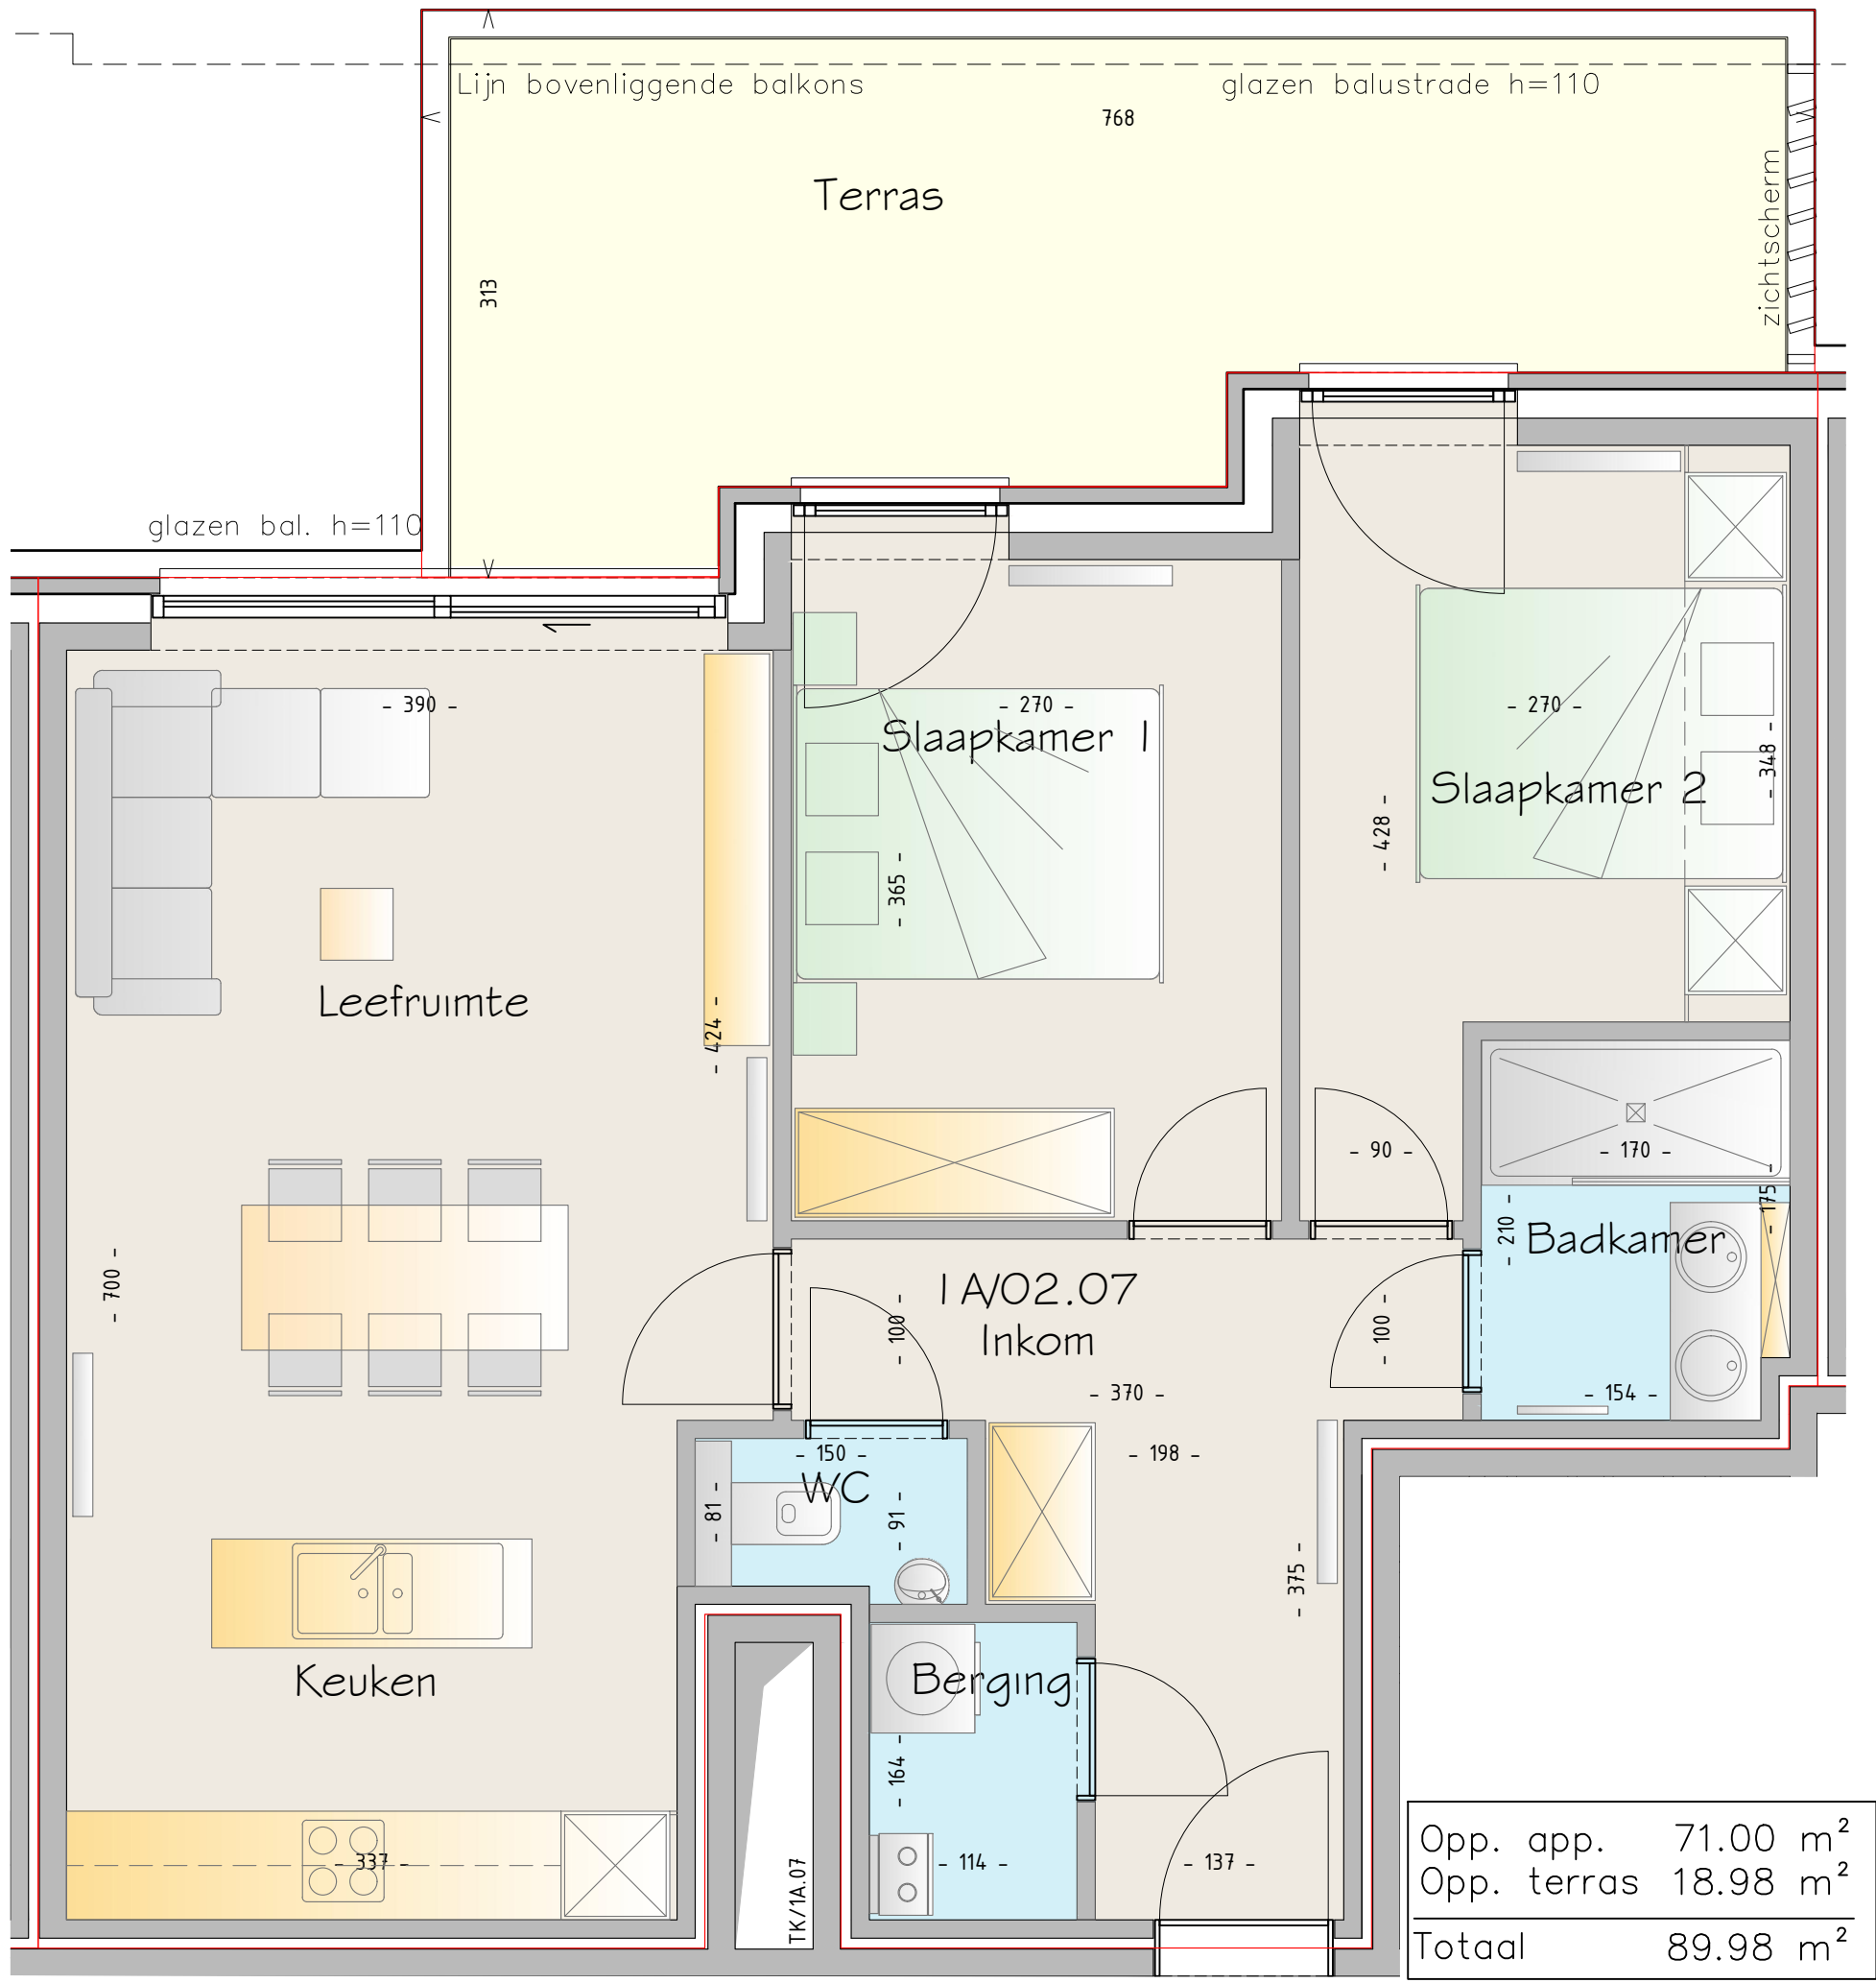 Lijn bovenliggende balkons
glazen balustrade h=110
768
Terras
zichtscherm
313
glazen bal. h=110
- 390 -
- 270 -
- 270 -
Slaapkamer 1
- 348 -
Slaapkamer 2
- 428 -
- 365 -
Leefruimte
- 424 -
- 90 -
- 170 -
- 175 -
- 210 -
Badkamer
- 700 -
1A/02.07
Inkom
- 100 -
- 100 -
- 370 -
- 154 -
- 150 -
- 198 -
WC
- 81 -
- 91 -
- 375 -
Keuken
Berging
- 164 -
- 337 -
- 114 -
- 137 -
TK/1A.07
Opp. app. 71.00 m²
Opp. terras 18.98 m²
Totaal 89.98 m²